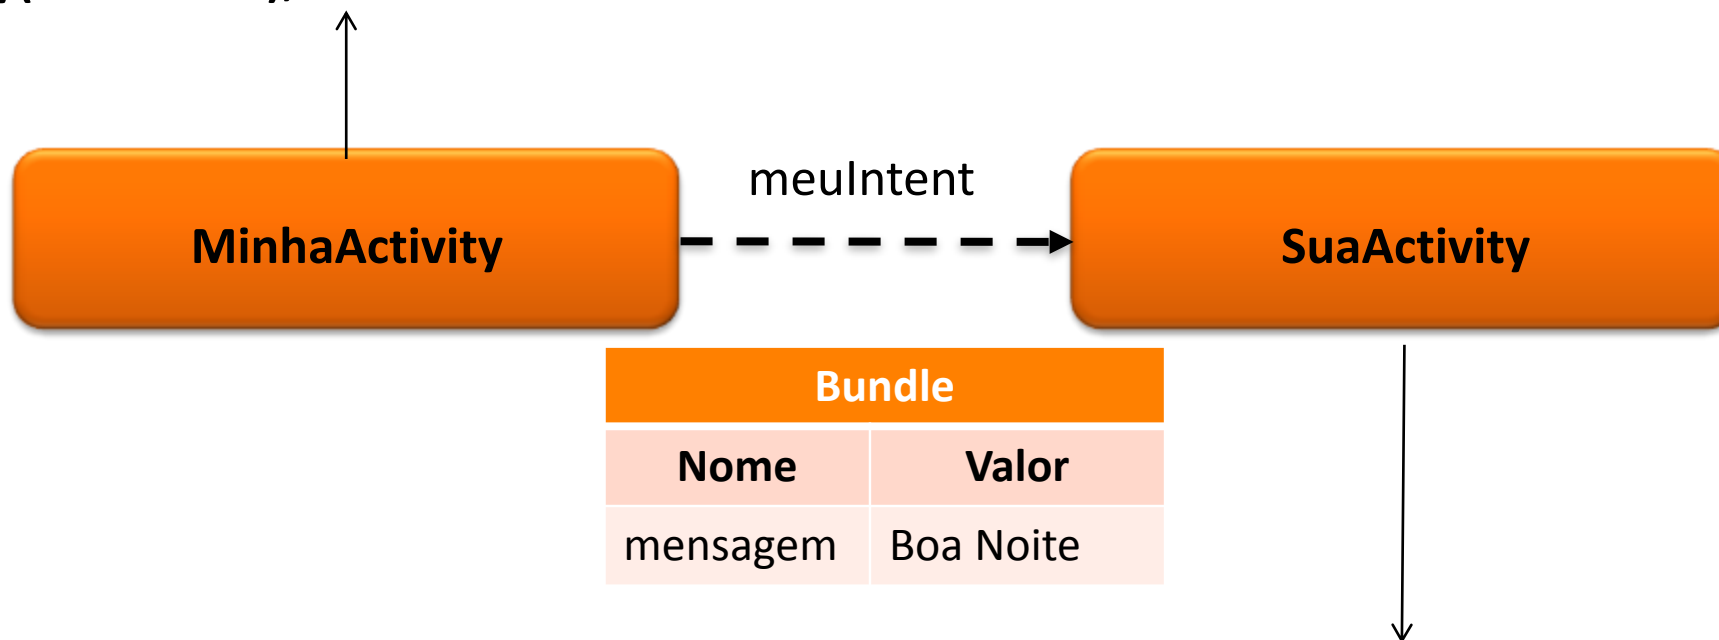 meuIntent
MinhaActivity
SuaActivity
Bundle
Nome Valor
mensagem Boa Noite